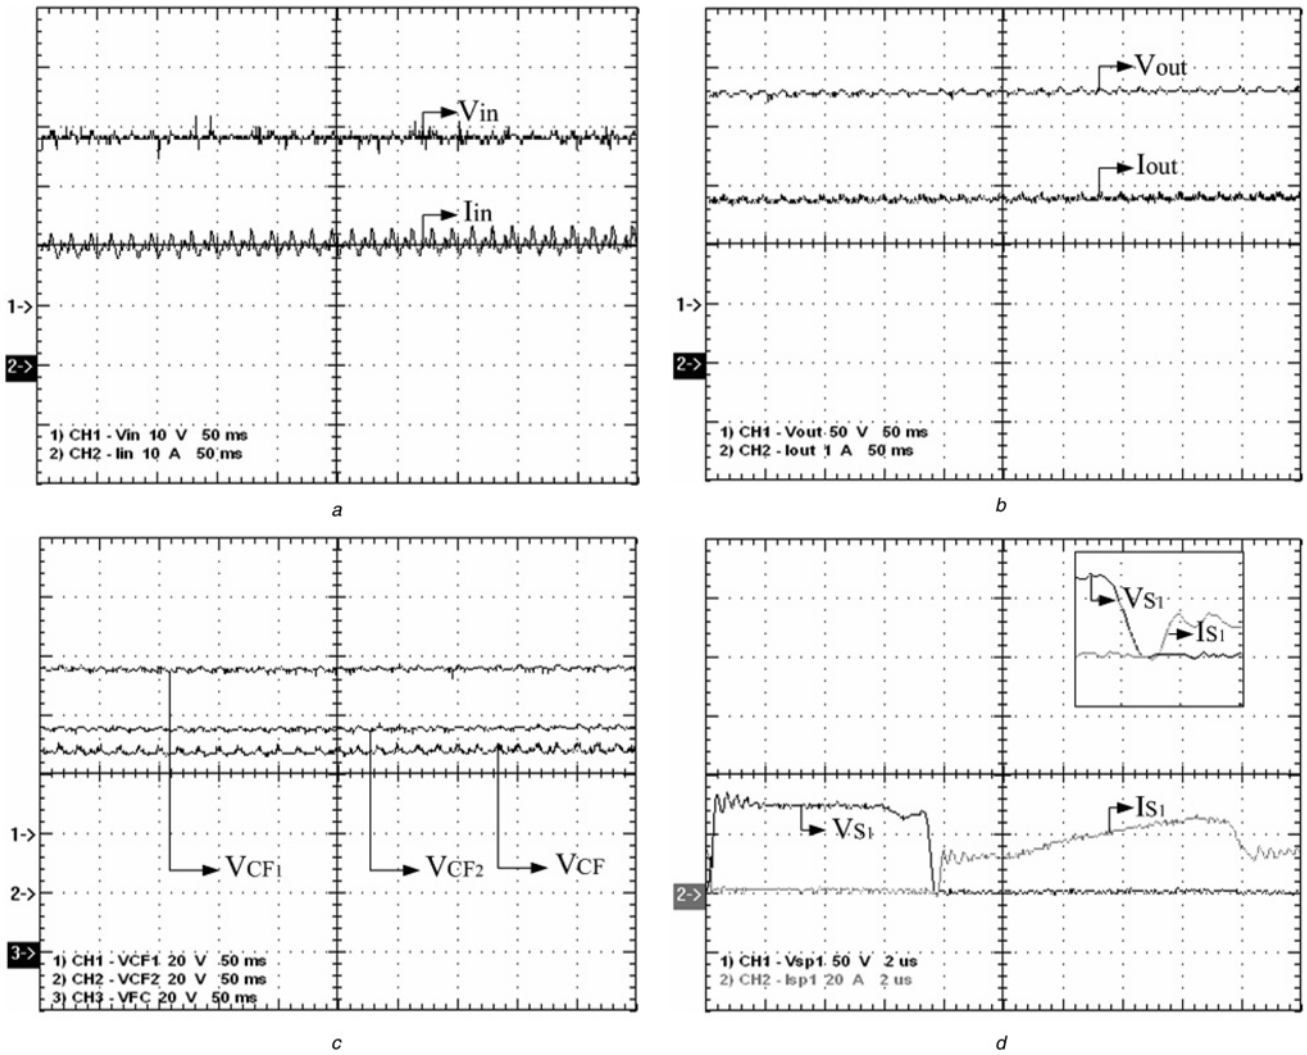 Vin
Iin
1->
2->
1) CH1 - Vin 10 V 50 ms
2) CH2 - Iin 10 A 50 ms
a
Vout
Iout
1->
2->
1) CH1 - Vout 50 V 50 ms
2) CH2 - Iout 1 A 50 ms
b
1->
2->
3->
VCF1
VCF2
VCF
1) CH1 - VCF1 20 V 50 ms
2) CH2 - VCF2 20 V 50 ms
3) CH3 - VFC 20 V 50 ms
c
VS1
IS1
VS1
IS1
2->
1) CH1 - Vsp1 50 V 2 us
2) CH2 - Isp1 20 A 2 us
d